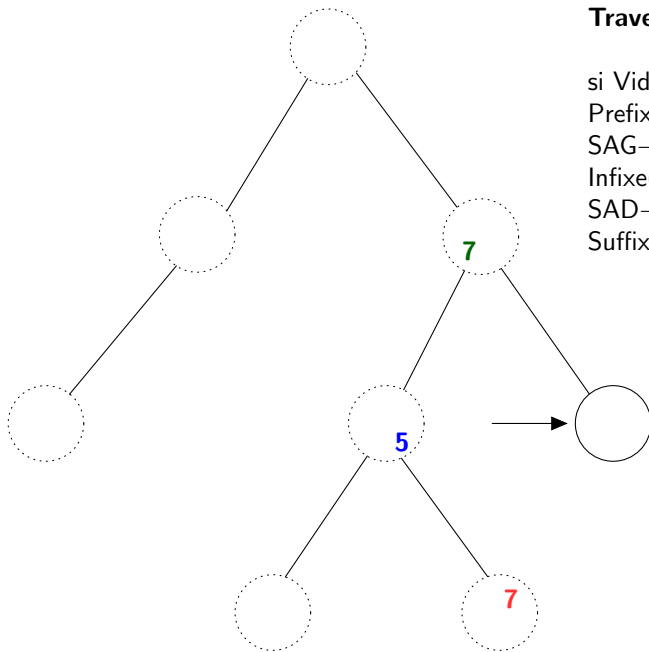 Trave
si Vid
Prefix
SAG–
Infixe
SAD–
Suffix
7
5
7